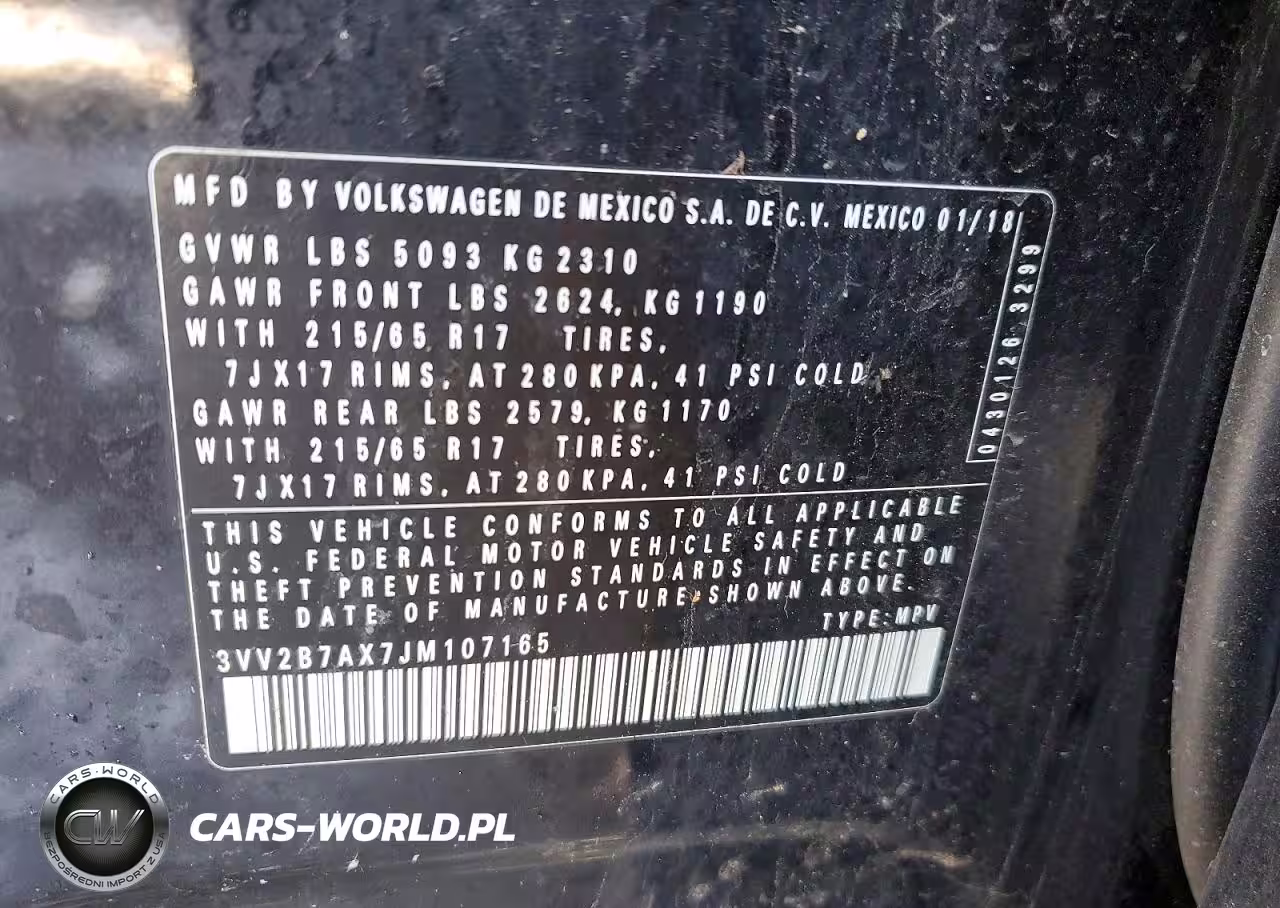 MFD BY VOLKSWAGEN DE MEXICO S.A. DE C.V. MEXICO 01/18
GVWR LBS 5093 KG 2310
GAWR FRONT LBS 2624, KG 1190
WITH 215/65 R17 TIRES,
7JX17 RIMS, AT 280 KPA, 41 PSI COLD
GAWR REAR LBS 2579, KG 1170
WITH 215/65 R17 TIRES,
7JX17 RIMS, AT 280 KPA, 41 PSI COLD
0430126 3299
THIS VEHICLE CONFORMS TO ALL APPLICABLE
U.S. FEDERAL MOTOR VEHICLE SAFETY AND
THEFT PREVENTION STANDARDS IN EFFECT ON
THE DATE OF MANUFACTURE SHOWN ABOVE.
TYPE:MPV
3VV2B7AX7JM107165
CARS-WORLD
CW
BEZPOŚREDNI IMPORT Z USA
CARS-WORLD.PL